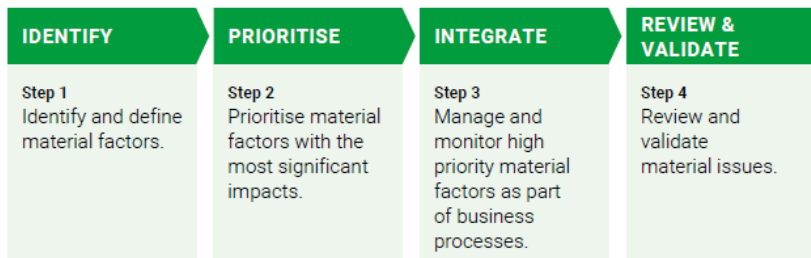 IDENTIFY
Step 1
Identify and define
material factors.
PRIORITISE
Step 2
Prioritise material
factors with the
most significant
impacts.
INTEGRATE
Step 3
Manage and
monitor high
priority material
factors as part
of business
processes.
REVIEW &
VALIDATE
Step 4
Review and
validate
material issues.